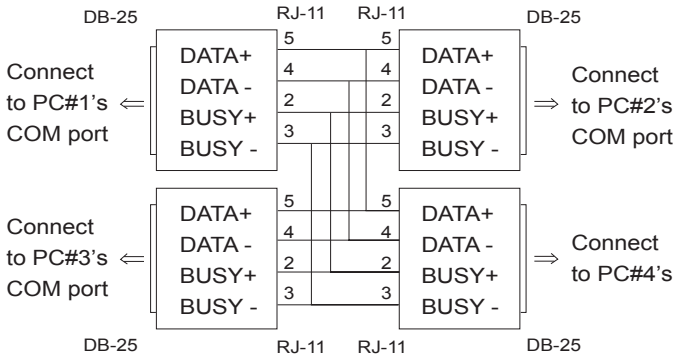 DB-25 RJ-11 RJ-11 DB-25
5 5
DATA+ DATA+
Connect 4 4 Connect
DATA - DATA -
to PC#1's 2 2 to PC#2's
BUSY+ BUSY+
COM port 3 3 COM port
BUSY - BUSY -
5 5
DATA+ DATA+
Connect 4 4 Connect
DATA - DATA -
to PC#3's 2 2 to PC#4's
BUSY+ BUSY+
COM port 3 3
BUSY - BUSY -
DB-25 RJ-11 RJ-11 DB-25